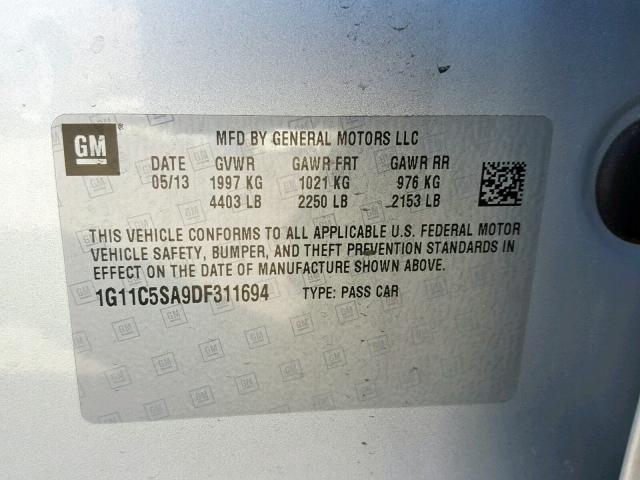 GM
MFD BY GENERAL MOTORS LLC
DATE GVWR GAWR FRT GAWR RR
05/13 1997 KG 1021 KG 976 KG
4403 LB 2250 LB 2153 LB
THIS VEHICLE CONFORMS TO ALL APPLICABLE U.S. FEDERAL MOTOR
VEHICLE SAFETY, BUMPER, AND THEFT PREVENTION STANDARDS IN
EFFECT ON THE DATE OF MANUFACTURE SHOWN ABOVE.
1G11C5SA9DF311694 TYPE: PASS CAR